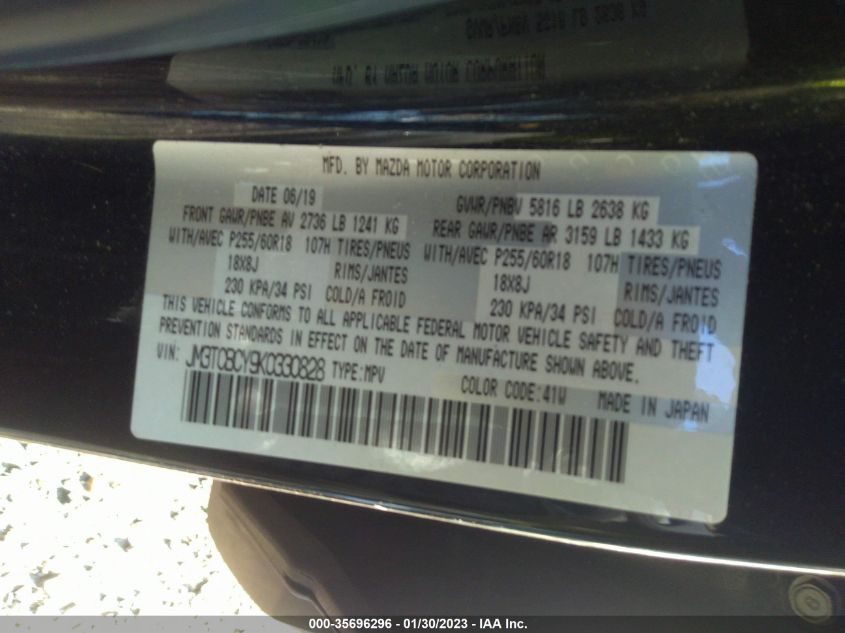 MFD. BY MAZDA MOTOR CORPORATION
DATE 06/19
GVWR/PNBV 5816 LB 2638 KG
FRONT GAWR/PNBE AV 2736 LB 1241 KG
REAR GAWR/PNBE AR 3159 LB 1433 KG
WITH/AVEC P255/60R18 107H TIRES/PNEUS
WITH/AVEC P255/60R18 107H TIRES/PNEUS
18X8J RIMS/JANTES
18X8J RIMS/JANTES
230 KPA/34 PSI COLD/A FROID
230 KPA/34 PSI COLD/A FROID
THIS VEHICLE CONFORMS TO ALL APPLICABLE FEDERAL MOTOR VEHICLE SAFETY AND THEFT
PREVENTION STANDARDS IN EFFECT ON THE DATE OF MANUFACTURE SHOWN ABOVE.
VIN: JM3TCBCY9K0330828 TYPE:MPV
COLOR CODE:41W MADE IN JAPAN
000-35696296 - 01/30/2023 - IAA Inc.